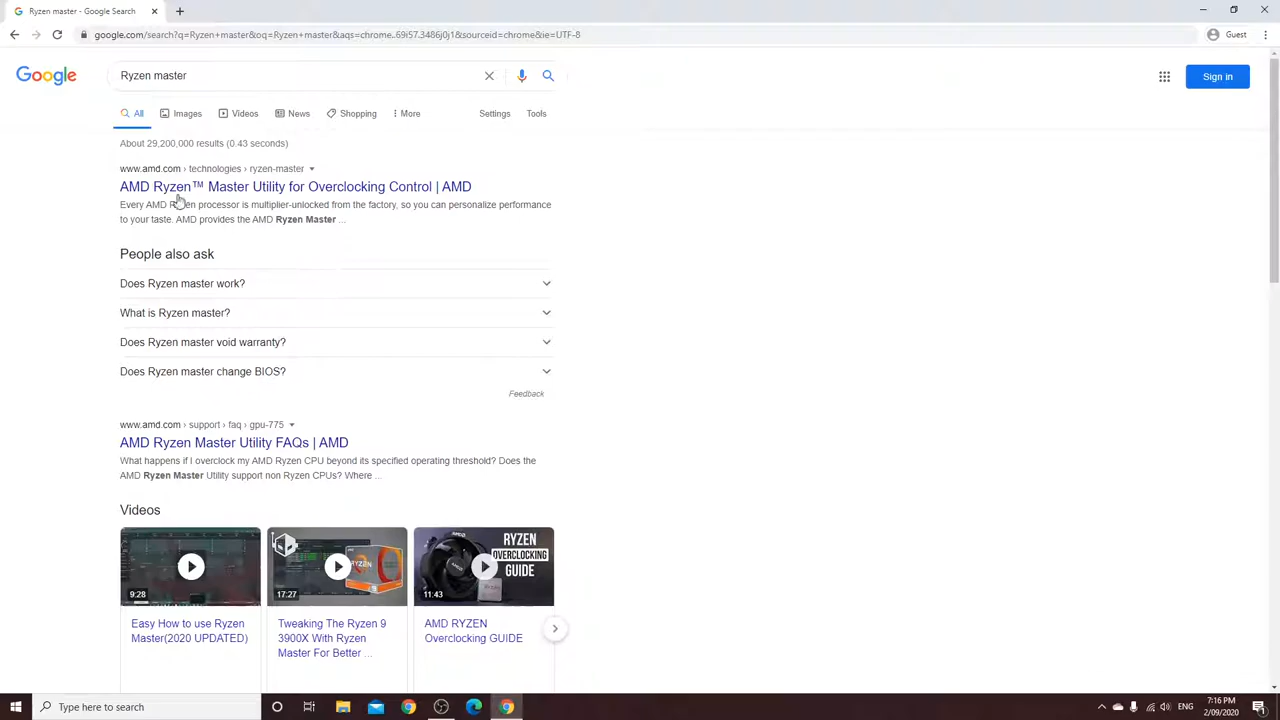 Ryzen master - Google Search
google.com/search?q=Ryzen+master&oq=Ryzen+master&aqs=chrome..69i57.3486j0j1&sourceid=chrome&ie=UTF-8
Guest
Google
Ryzen master
Sign in
All Images Videos News Shopping More Settings Tools
About 29,200,000 results (0.43 seconds)
www.amd.com › technologies › ryzen-master
AMD Ryzen™ Master Utility for Overclocking Control | AMD
Every AMD Ryzen processor is multiplier-unlocked from the factory, so you can personalize performance
to your taste. AMD provides the AMD Ryzen Master ...
People also ask
Does Ryzen master work?
What is Ryzen master?
Does Ryzen master void warranty?
Does Ryzen master change BIOS?
Feedback
www.amd.com › support › faq › gpu-775
AMD Ryzen Master Utility FAQs | AMD
What happens if I overclock my AMD Ryzen CPU beyond its specified operating threshold? Does the
AMD Ryzen Master Utility support non Ryzen CPUs? Where ...
Videos
RYZEN
OVERCLOCKING
GUIDE
RYZEN
9:28
17:27
11:43
Easy How to use Ryzen
Master(2020 UPDATED)
Tweaking The Ryzen 9
3900X With Ryzen
Master For Better ...
AMD RYZEN
Overclocking GUIDE
Type here to search
ENG
7:16 PM
2/09/2020